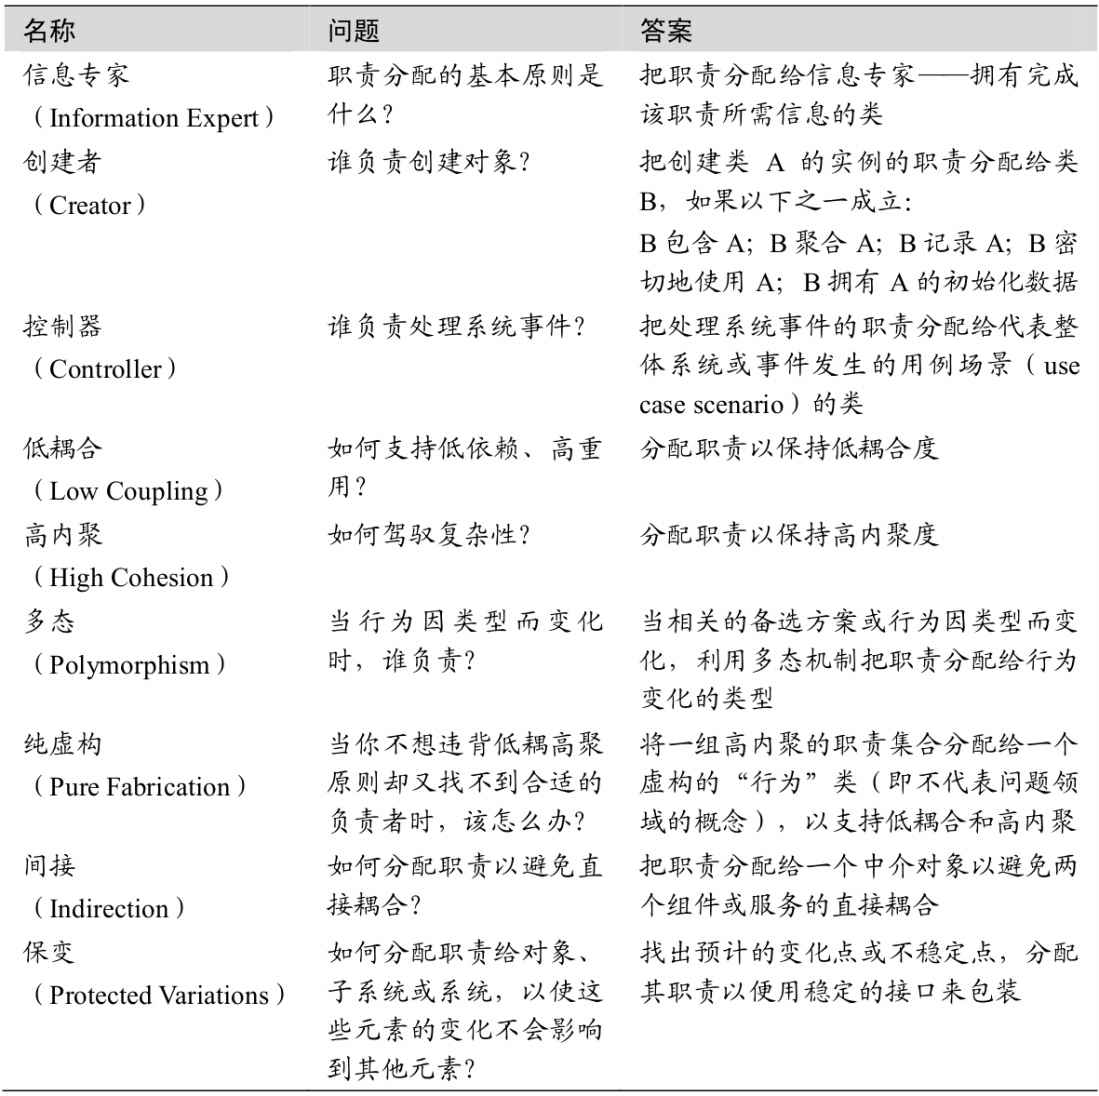 名称 问题 答案
信息专家
（Information Expert）
职责分配的基本原则是
什么？
把职责分配给信息专家——拥有完成
该职责所需信息的类
创建者
（Creator）
谁负责创建对象？
把创建类 A 的实例的职责分配给类
B，如果以下之一成立：
B 包含 A；B 聚合 A；B 记录 A；B 密
切地使用 A；B 拥有 A 的初始化数据
控制器
（Controller）
谁负责处理系统事件？
把处理系统事件的职责分配给代表整
体系统或事件发生的用例场景（use
case scenario）的类
低耦合
（Low Coupling）
如何支持低依赖、高重
用？
分配职责以保持低耦合度
高内聚
（High Cohesion）
如何驾驭复杂性？
分配职责以保持高内聚度
多态
（Polymorphism）
当行为因类型而变化
时，谁负责？
当相关的备选方案或行为因类型而变
化，利用多态机制把职责分配给行为
变化的类型
纯虚构
（Pure Fabrication）
当你不想违背低耦高聚
原则却又找不到合适的
负责者时，该怎么办？
将一组高内聚的职责集合分配给一个
虚构的“行为”类（即不代表问题领
域的概念），以支持低耦合和高内聚
间接
（Indirection）
如何分配职责以避免直
接耦合？
把职责分配给一个中介对象以避免两
个组件或服务的直接耦合
保变
（Protected Variations）
如何分配职责给对象、
子系统或系统，以使这
些元素的变化不会影响
到其他元素？
找出预计的变化点或不稳定点，分配
其职责以便用稳定的接口来包装